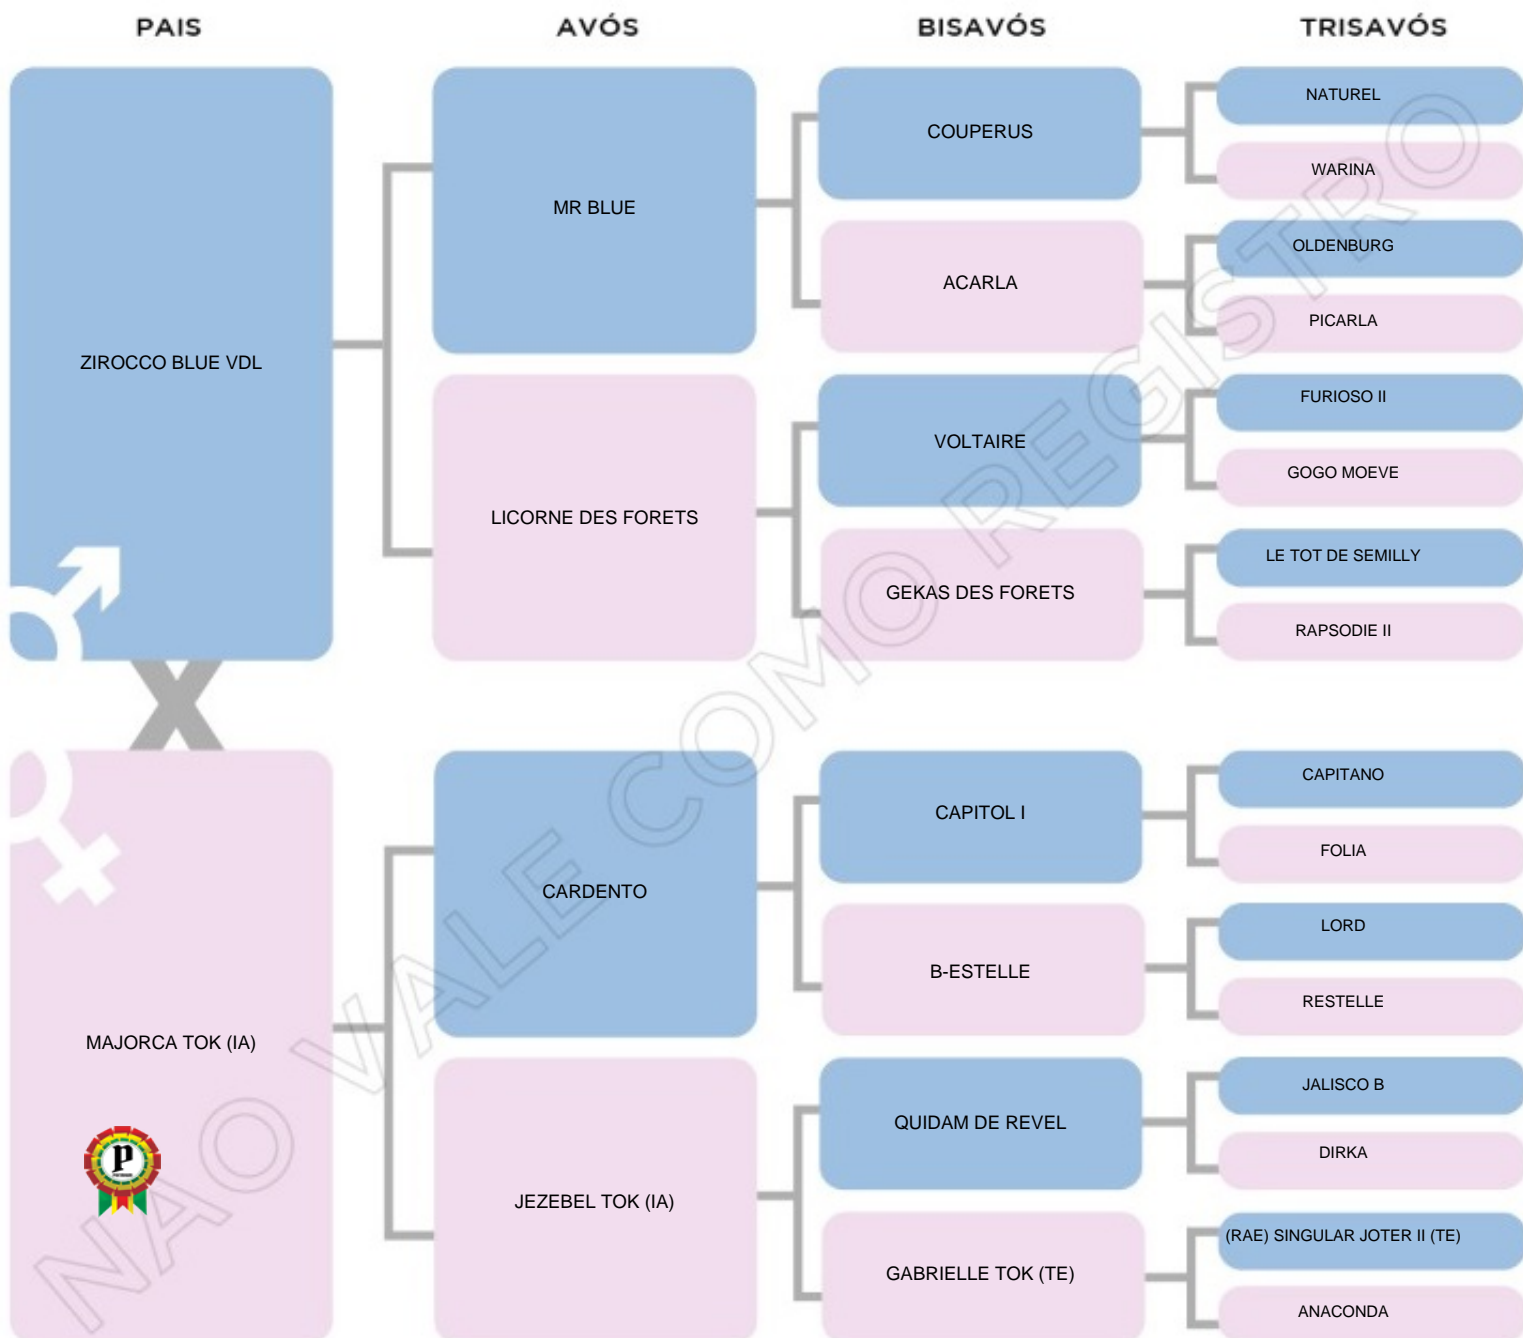 PAIS AVÓS BISAVÓS TRISAVÓS
ZIROCCO BLUE VDL
MR BLUE
LICORNE DES FORETS
COUPERUS
ACARLA
VOLTAIRE
GEKAS DES FORETS
NATUREL
WARINA
OLDENBURG
PICARLA
FURIOSO II
GOGO MOEVE
LE TOT DE SEMILLY
RAPSODIE II
X
MAJORCA TOK (IA)
P
CARDENTO
JEZEBEL TOK (IA)
CAPITOL I
B-ESTELLE
QUIDAM DE REVEL
GABRIELLE TOK (TE)
CAPITANO
FOLIA
LORD
RESTELLE
JALISCO B
DIRKA
(RAE) SINGULAR JOTER II (TE)
ANACONDA
NAO VALE COMO REGISTRO